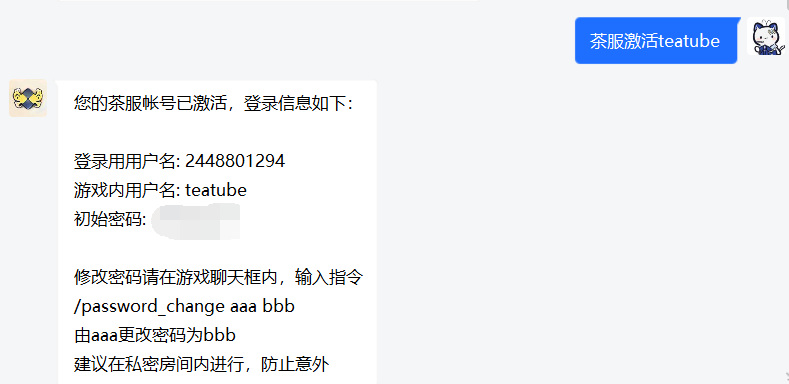 茶服激活teatube
您的茶服帐号已激活，登录信息如下：
登录用用户名: 2448801294
游戏内用户名: teatube
初始密码:
修改密码请在游戏聊天框内，输入指令
/password_change aaa bbb
由aaa更改密码为bbb
建议在私密房间内进行，防止意外